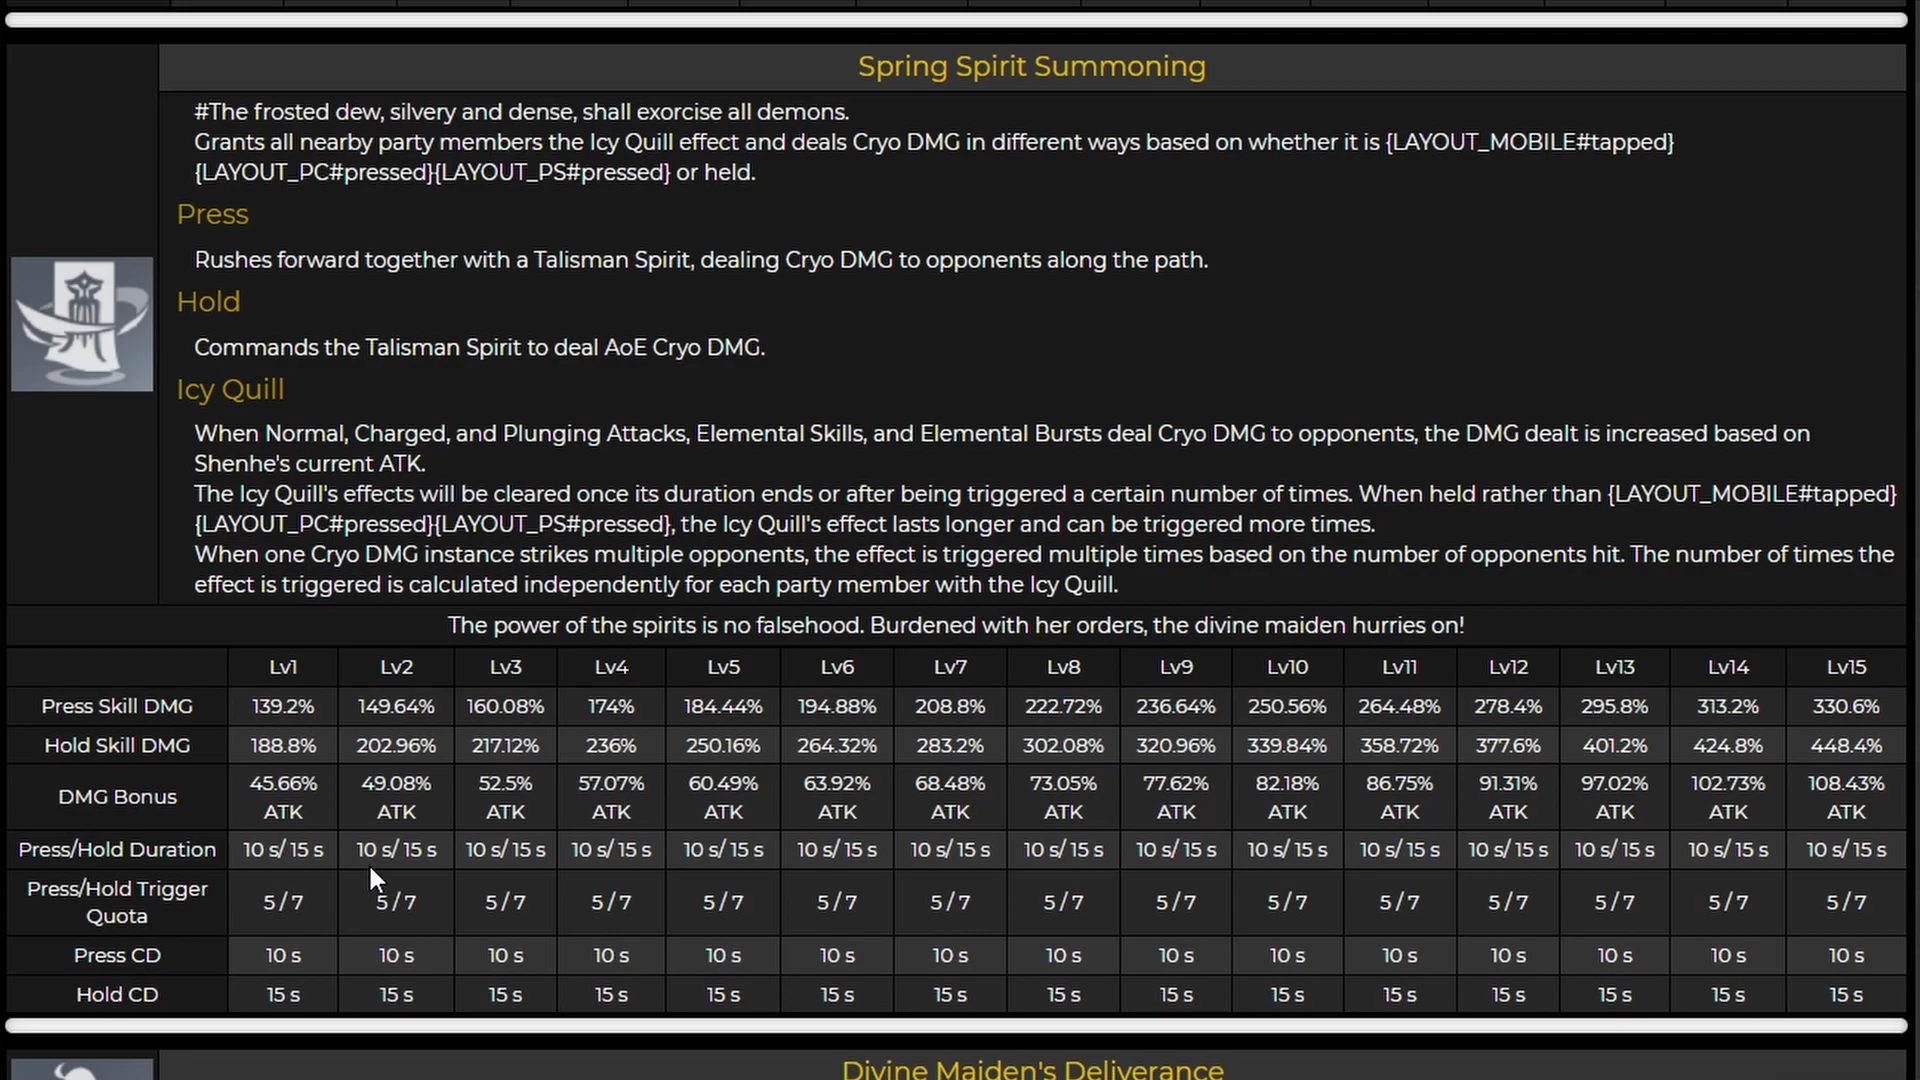 Spring Spirit Summoning
#The frosted dew, silvery and dense, shall exorcise all demons.
Grants all nearby party members the Icy Quill effect and deals Cryo DMG in different ways based on whether it is {LAYOUT_MOBILE#tapped}
{LAYOUT_PC#pressed}{LAYOUT_PS#pressed} or held.
Press
Rushes forward together with a Talisman Spirit, dealing Cryo DMG to opponents along the path.
Hold
Commands the Talisman Spirit to deal AoE Cryo DMG.
Icy Quill
When Normal, Charged, and Plunging Attacks, Elemental Skills, and Elemental Bursts deal Cryo DMG to opponents, the DMG dealt is increased based on
Shenhe's current ATK.
The Icy Quill's effects will be cleared once its duration ends or after being triggered a certain number of times. When held rather than {LAYOUT_MOBILE#tapped}
{LAYOUT_PC#pressed}{LAYOUT_PS#pressed}, the Icy Quill's effect lasts longer and can be triggered more times.
When one Cryo DMG instance strikes multiple opponents, the effect is triggered multiple times based on the number of opponents hit. The number of times the
effect is triggered is calculated independently for each party member with the Icy Quill.
The power of the spirits is no falsehood. Burdened with her orders, the divine maiden hurries on!
Lv1 Lv2 Lv3 Lv4 Lv5 Lv6 Lv7 Lv8 Lv9 Lv10 Lv11 Lv12 Lv13 Lv14 Lv15
Press Skill DMG 139.2% 149.64% 160.08% 174% 184.44% 194.88% 208.8% 222.72% 236.64% 250.56% 264.48% 278.4% 295.8% 313.2% 330.6%
Hold Skill DMG 188.8% 202.96% 217.12% 236% 250.16% 264.32% 283.2% 302.08% 320.96% 339.84% 358.72% 377.6% 401.2% 424.8% 448.4%
DMG Bonus 45.66% 49.08% 52.5% 57.07% 60.49% 63.92% 68.48% 73.05% 77.62% 82.18% 86.75% 91.31% 97.02% 102.73% 108.43%
ATK ATK ATK ATK ATK ATK ATK ATK ATK ATK ATK ATK ATK ATK ATK
Press/Hold Duration 10 s/ 15 s 10 s/ 15 s 10 s/ 15 s 10 s/ 15 s 10 s/ 15 s 10 s/ 15 s 10 s/ 15 s 10 s/ 15 s 10 s/ 15 s 10 s/ 15 s 10 s/ 15 s 10 s/ 15 s 10 s/ 15 s 10 s/ 15 s 10 s/ 15 s
Press/Hold Trigger
Quota 5 / 7 5 / 7 5 / 7 5 / 7 5 / 7 5 / 7 5 / 7 5 / 7 5 / 7 5 / 7 5 / 7 5 / 7 5 / 7 5 / 7 5 / 7
Press CD 10 s 10 s 10 s 10 s 10 s 10 s 10 s 10 s 10 s 10 s 10 s 10 s 10 s 10 s 10 s
Hold CD 15 s 15 s 15 s 15 s 15 s 15 s 15 s 15 s 15 s 15 s 15 s 15 s 15 s 15 s 15 s
Divine Maiden's Deliverance